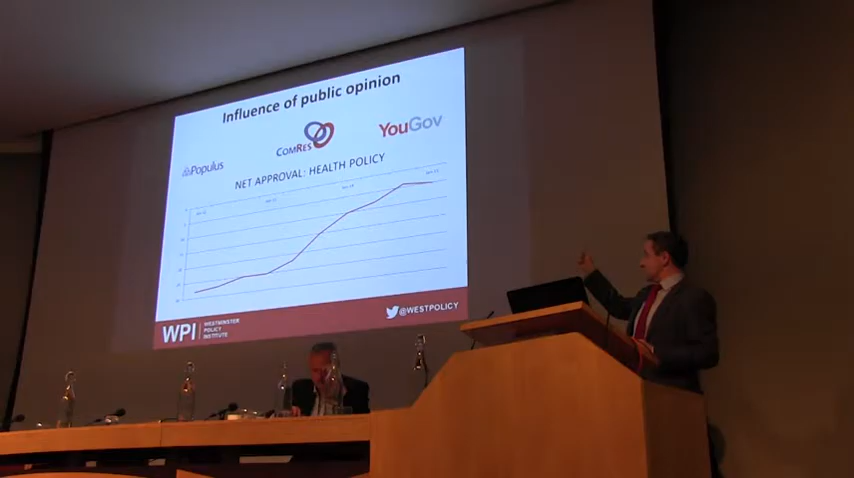 Influence of public opinion
Populus
COMRES
YouGov
NET APPROVAL: HEALTH POLICY
@WESTPOLICY
WPI
WESTMINSTER
POLICY
INSTITUTE